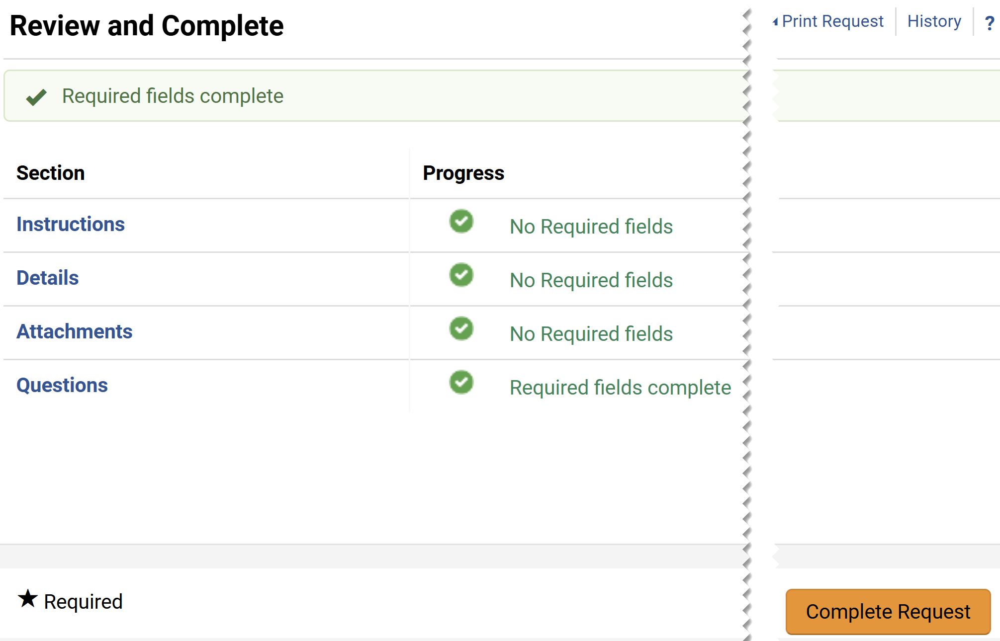 Review and Complete
Print Request
History
?
Required fields complete
Section
Progress
Instructions
No Required fields
Details
No Required fields
Attachments
No Required fields
Questions
Required fields complete
★ Required
Complete Request